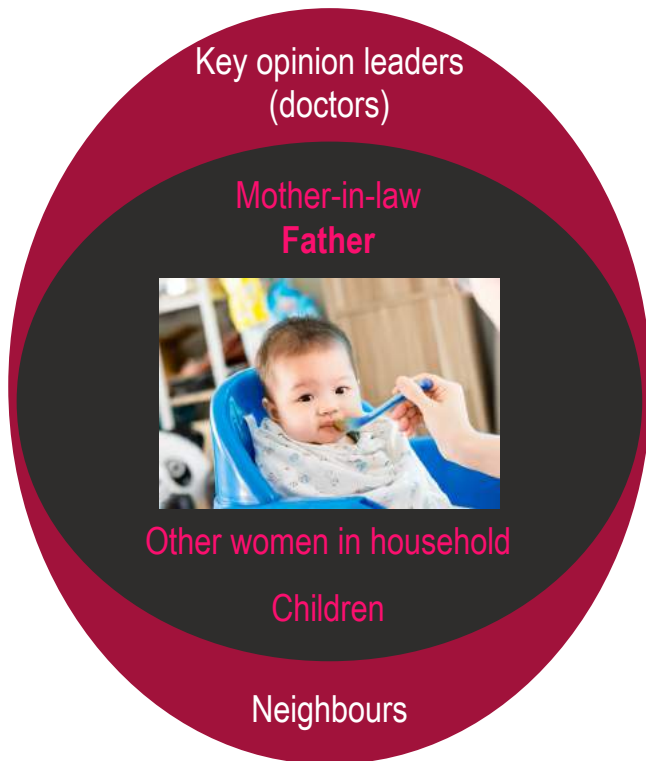 Key opinion leaders
(doctors)
Mother-in-law
Father
Other women in household
Children
Neighbours